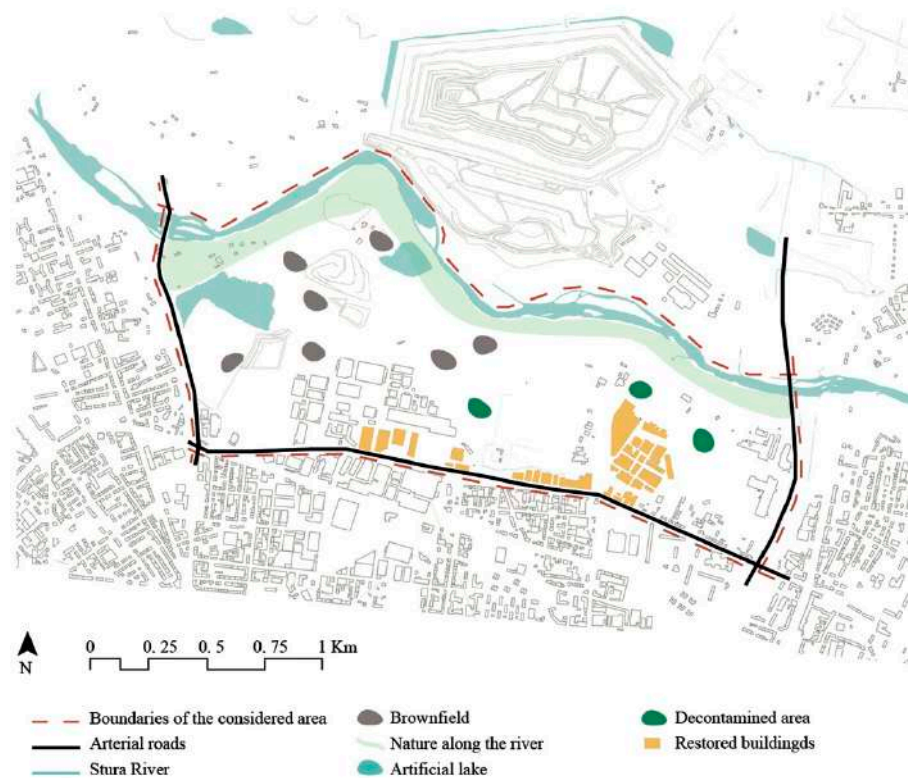 N
0 0. 25 0. 5 0. 75 1 Km
Boundaries of the considered area
Brownfield
Decontamined area
Arterial roads
Nature along the river
Restored buildingds
Stura River
Artificial lake